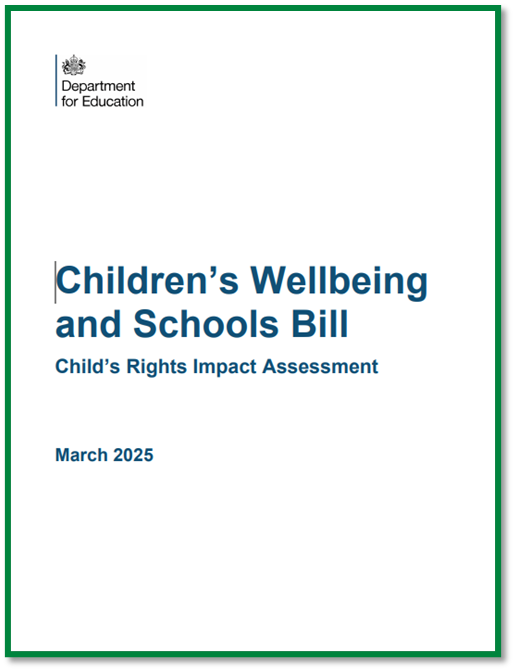 Department
for Education
Children’s Wellbeing
and Schools Bill
Child’s Rights Impact Assessment
March 2025